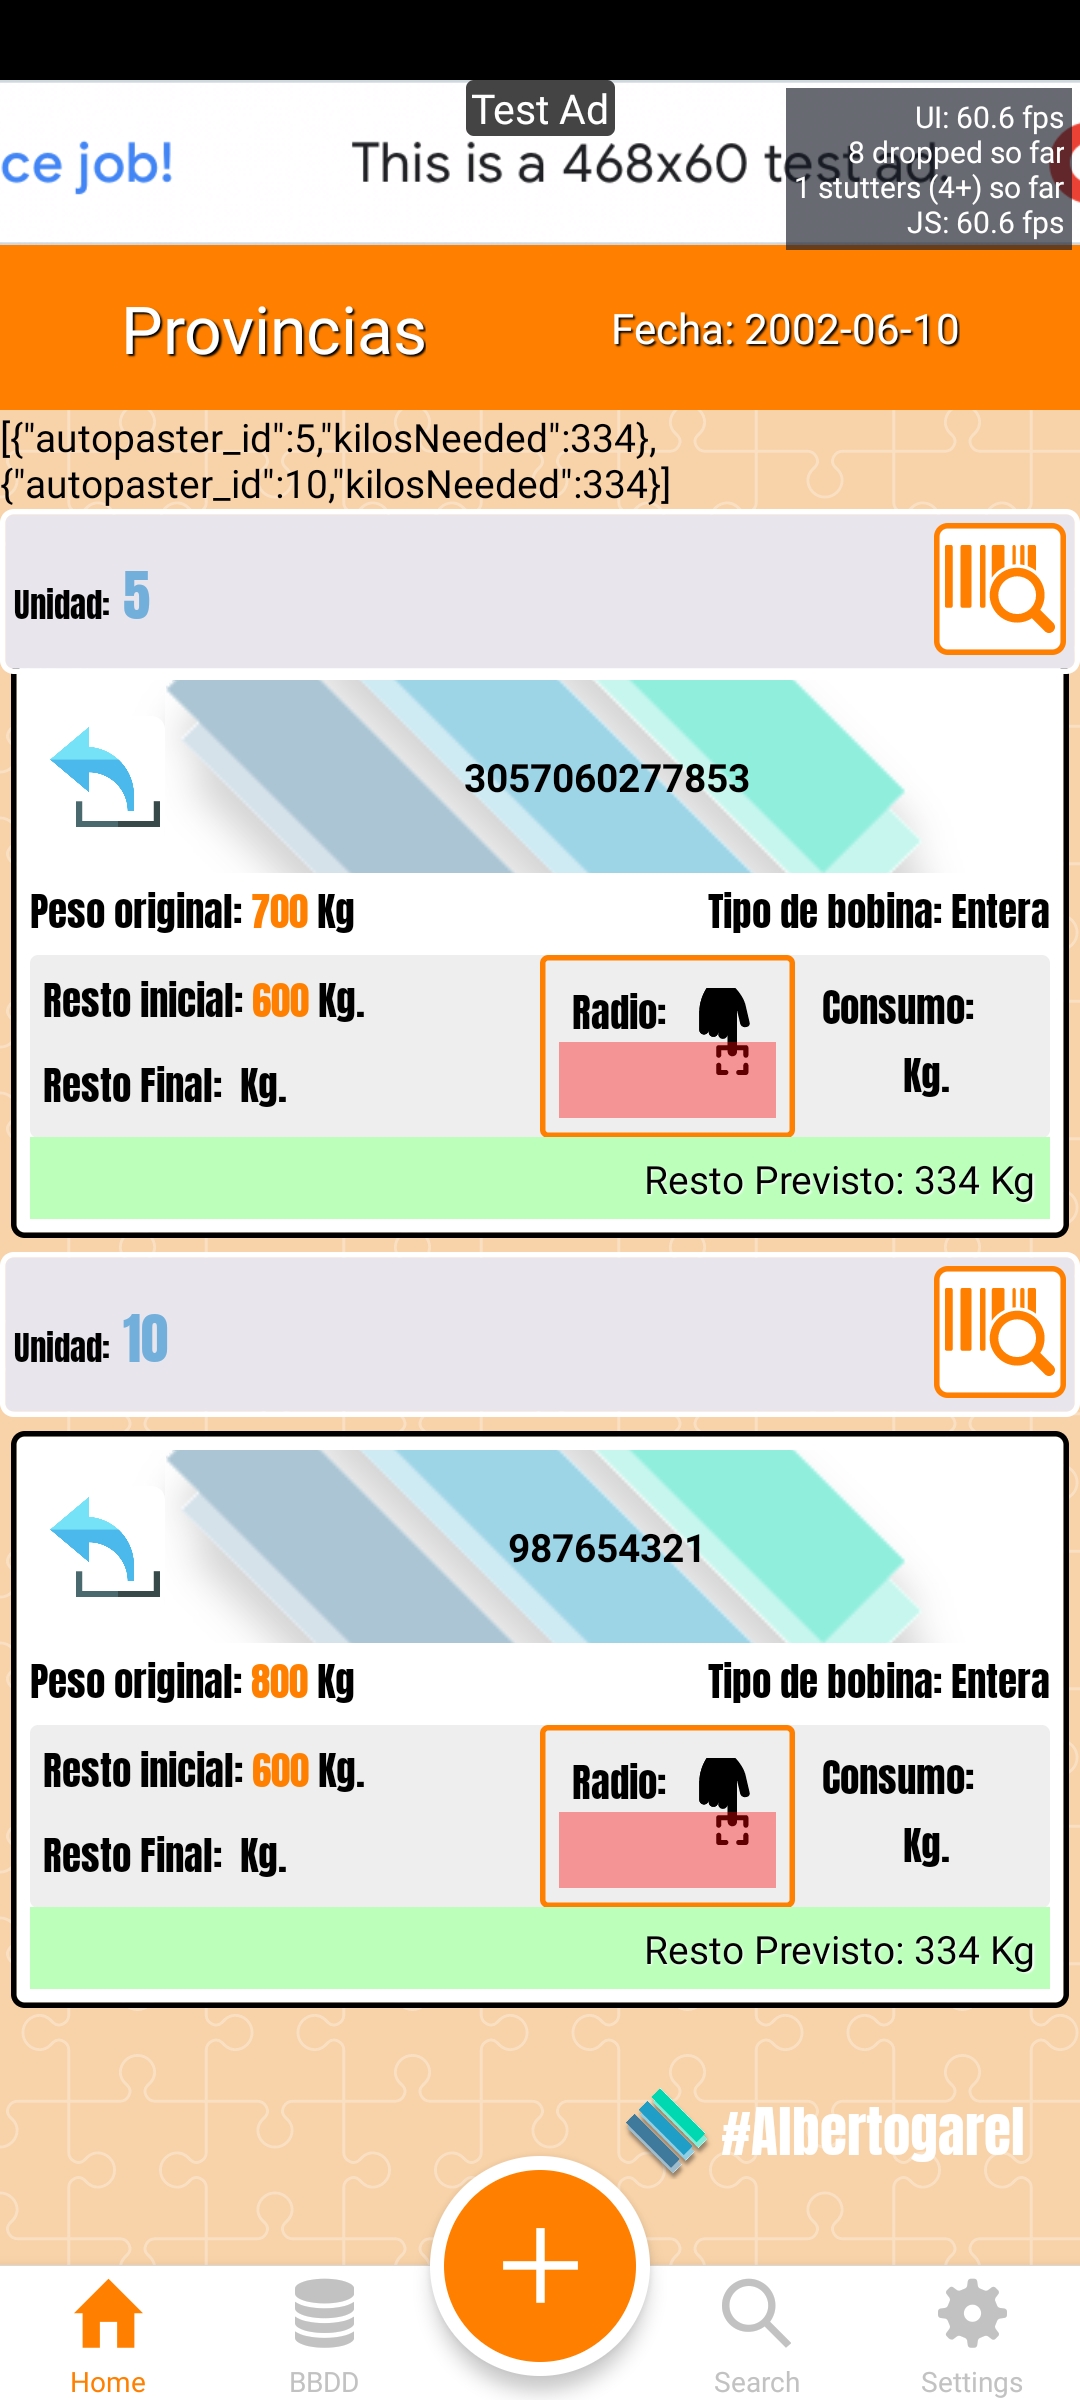 Test Ad
ce job!
This is a 468x60 test ad.
UI: 60.6 fps
8 dropped so far
1 stutters (4+) so far
JS: 60.6 fps
Provincias
Fecha: 2002-06-10
[{"autopaster_id":5,"kilosNeeded":334},
{"autopaster_id":10,"kilosNeeded":334}]
Unidad: 5
3057060277853
Peso original: 700 Kg
Tipo de bobina: Entera
Resto inicial: 600 Kg.
Radio:
Consumo:
Resto Final: Kg.
Kg.
Resto Previsto: 334 Kg
Unidad: 10
987654321
Peso original: 800 Kg
Tipo de bobina: Entera
Resto inicial: 600 Kg.
Radio:
Consumo:
Resto Final: Kg.
Kg.
Resto Previsto: 334 Kg
#Albertogarel
Home
BBDD
Search
Settings